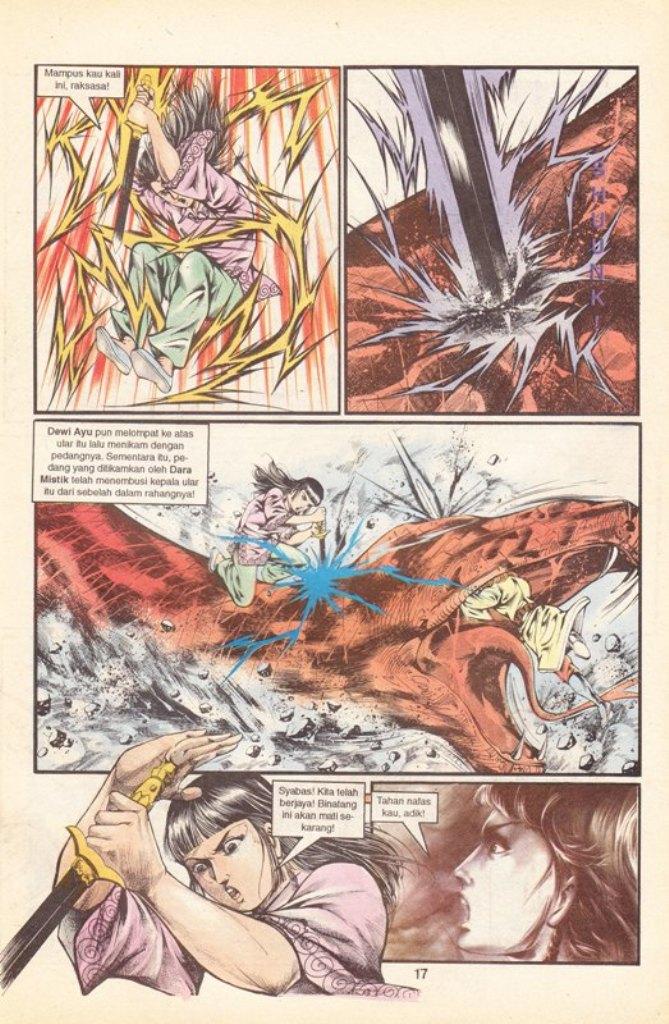 Mampus kau kali
ini, raksasa!
SHUUNK!
Dewi Ayu pun melompat ke atas
ular itu lalu menikam dengan
pedangnya. Sementara itu, pe-
dang yang ditikamkan oleh Dara
Mistik telah menembusi kepala ular
itu dari sebelah dalam rahangnya!
Syabas! Kita telah
berjaya! Binatang
ini akan mati se-
karang!
Tahan nafas
kau, adik!
17